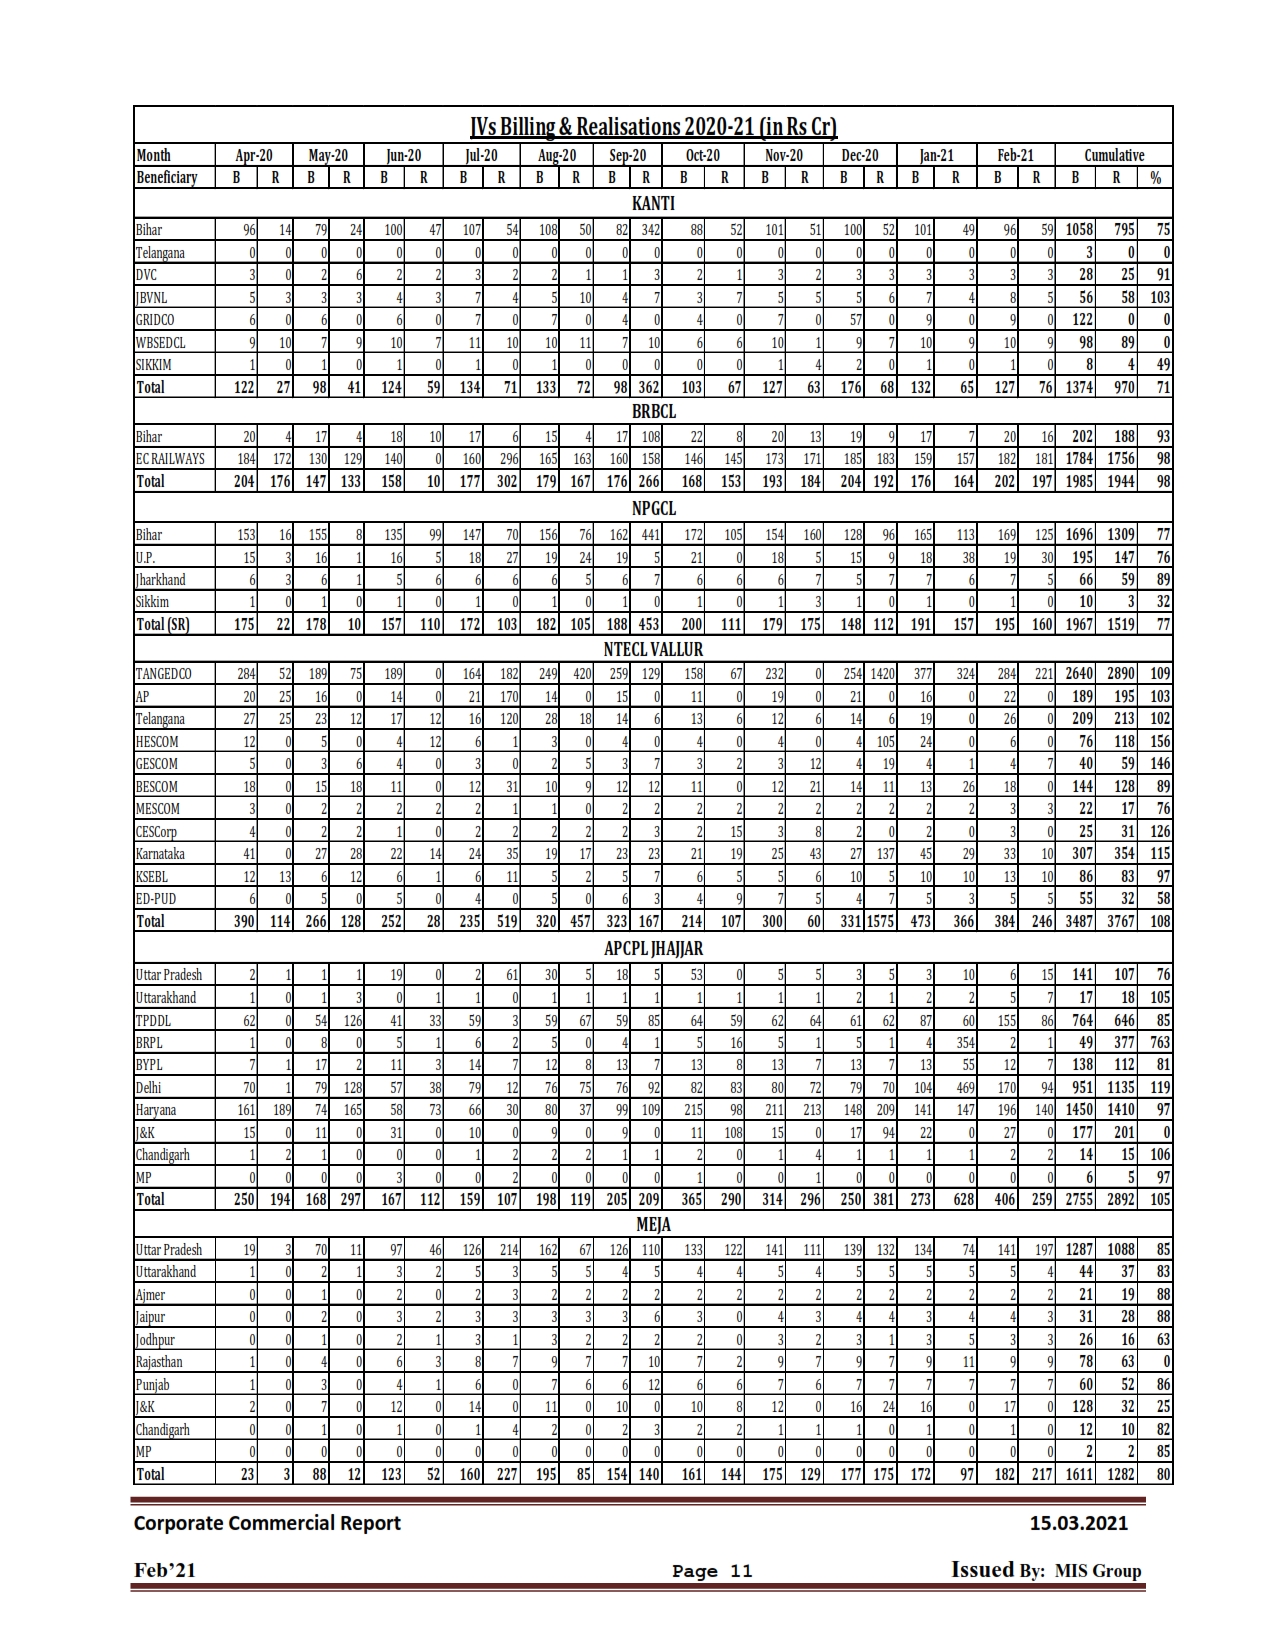 JVs Billing & Realisations 2020-21 (in Rs Cr)
Month Apr-20 May-20 Jun-20 Jul-20 Aug-20 Sep-20 Oct-20 Nov-20 Dec-20 Jan-21 Feb-21 Cumulative
Beneficiary B R B R B R B R B R B R B R B R B R B R B R B R %
KANTI
Bihar 96 14 79 24 100 47 107 54 108 50 82 342 88 52 101 51 100 52 101 49 96 59 1058 795 75
Telangana 0 0 0 0 0 0 0 0 0 0 0 0 0 0 0 0 0 0 0 0 0 0 3 0 0
DVC 3 0 2 6 2 2 3 2 2 1 1 3 2 1 3 2 3 3 3 3 3 3 28 25 91
JBVNL 5 3 3 3 4 3 7 4 5 10 4 7 3 7 5 5 5 6 7 4 8 5 56 58 103
GRIDCO 6 0 6 0 6 0 7 0 7 0 4 0 4 0 7 0 57 0 9 0 9 0 122 0 0
WBSEDCL 9 10 7 9 10 7 11 10 10 11 7 10 6 6 10 1 9 7 10 9 10 9 98 89 0
SIKKIM 1 0 1 0 1 0 1 0 1 0 0 0 0 0 1 4 2 0 1 0 1 0 8 4 49
Total 122 27 98 41 124 59 134 71 133 72 98 362 103 67 127 63 176 68 132 65 127 76 1374 970 71
BRBCL
Bihar 20 4 17 4 18 10 17 6 15 4 17 108 22 8 20 13 19 9 17 7 20 16 202 188 93
EC RAILWAYS 184 172 130 129 140 0 160 296 165 163 160 158 146 145 173 171 185 183 159 157 182 181 1784 1756 98
Total 204 176 147 133 158 10 177 302 179 167 176 266 168 153 193 184 204 192 176 164 202 197 1985 1944 98
NPGCL
Bihar 153 16 155 8 135 99 147 70 156 76 162 441 172 105 154 160 128 96 165 113 169 125 1696 1309 77
U.P. 15 3 16 1 16 5 18 27 19 24 19 5 21 0 18 5 15 9 18 38 19 30 195 147 76
Jharkhand 6 3 6 1 5 6 6 6 6 5 6 7 6 6 6 7 5 7 7 6 7 5 66 59 89
Sikkim 1 0 1 0 1 0 1 0 1 0 1 0 1 0 1 3 1 0 1 0 1 0 10 3 32
Total (SR) 175 22 178 10 157 110 172 103 182 105 188 453 200 111 179 175 148 112 191 157 195 160 1967 1519 77
NTECL VALLUR
TANGEDCO 284 52 189 75 189 0 164 182 249 420 259 129 158 67 232 0 254 1420 377 324 284 221 2640 2890 109
AP 20 25 16 0 14 0 21 170 14 0 15 0 11 0 19 0 21 0 16 0 22 0 189 195 103
Telangana 27 25 23 12 17 12 16 120 28 18 14 6 13 6 12 6 14 6 19 0 26 0 209 213 102
HESCOM 12 0 5 0 4 12 6 1 3 0 4 0 4 0 4 0 4 105 24 0 6 0 76 118 156
GESCOM 5 0 3 6 4 0 3 0 2 5 3 7 3 2 3 12 4 19 4 1 4 7 40 59 146
BESCOM 18 0 15 18 11 0 12 31 10 9 12 12 11 0 12 21 14 11 13 26 18 0 144 128 89
MESCOM 3 0 2 2 2 2 2 1 1 0 2 2 2 2 2 2 2 2 2 2 3 3 22 17 76
CESCorp 4 0 2 2 1 0 2 2 2 2 2 3 2 15 3 8 2 0 2 0 3 0 25 31 126
Karnataka 41 0 27 28 22 14 24 35 19 17 23 23 21 19 25 43 27 137 45 29 33 10 307 354 115
KSEBL 12 13 6 12 6 1 6 11 5 2 5 7 6 5 5 6 10 5 10 10 13 10 86 83 97
ED-PUD 6 0 5 0 5 0 4 0 5 0 6 3 4 9 7 5 4 7 5 3 5 5 55 32 58
Total 390 114 266 128 252 28 235 519 320 457 323 167 214 107 300 60 331 1575 473 366 384 246 3487 3767 108
APCPL JHAJJAR
Uttar Pradesh 2 1 1 1 19 0 2 61 30 5 18 5 53 0 5 5 3 5 3 10 6 15 141 107 76
Uttarakhand 1 0 1 3 0 1 1 0 1 1 1 1 1 1 1 1 2 1 2 2 5 7 17 18 105
TPDDL 62 0 54 126 41 33 59 3 59 67 59 85 64 59 62 64 61 62 87 60 155 86 764 646 85
BRPL 1 0 8 0 5 1 6 2 5 0 4 1 5 16 5 1 5 1 4 354 2 1 49 377 763
BYPL 7 1 17 2 11 3 14 7 12 8 13 7 13 8 13 7 13 7 13 55 12 7 138 112 81
Delhi 70 1 79 128 57 38 79 12 76 75 76 92 82 83 80 72 79 70 104 469 170 94 951 1135 119
Haryana 161 189 74 165 58 73 66 30 80 37 99 109 215 98 211 213 148 209 141 147 196 140 1450 1410 97
J&K 15 0 11 0 31 0 10 0 9 0 9 0 11 108 15 0 17 94 22 0 27 0 177 201 0
Chandigarh 1 2 1 0 0 0 1 2 2 2 1 1 2 0 1 4 1 1 1 1 2 2 14 15 106
MP 0 0 0 0 3 0 0 2 0 0 0 0 1 0 0 1 0 0 0 0 0 0 6 5 97
Total 250 194 168 297 167 112 159 107 198 119 205 209 365 290 314 296 250 381 273 628 406 259 2755 2892 105
MEJA
Uttar Pradesh 19 3 70 11 97 46 126 214 162 67 126 110 133 122 141 111 139 132 134 74 141 197 1287 1088 85
Uttarakhand 1 0 2 1 3 2 5 3 5 5 4 5 4 4 5 4 5 5 5 5 5 4 44 37 83
Ajmer 0 0 1 0 2 0 2 3 2 2 2 2 2 2 2 2 2 2 2 2 2 2 21 19 88
Jaipur 0 0 2 0 3 2 3 3 3 3 3 6 3 0 4 3 4 4 3 4 4 3 31 28 88
Jodhpur 0 0 1 0 2 1 3 1 3 2 2 2 2 0 3 2 3 1 3 5 3 3 26 16 63
Rajasthan 1 0 4 0 6 3 8 7 9 7 7 10 7 2 9 7 9 7 9 11 9 9 78 63 0
Punjab 1 0 3 0 4 1 6 0 7 6 6 12 6 6 7 6 7 7 7 7 7 7 60 52 86
J&K 2 0 7 0 12 0 14 0 11 0 10 0 10 8 12 0 16 24 16 0 17 0 128 32 25
Chandigarh 0 0 1 0 1 0 1 4 2 0 2 3 2 2 1 1 1 0 1 0 1 0 12 10 82
MP 0 0 0 0 0 0 0 0 0 0 0 0 0 0 0 0 0 0 0 0 0 0 2 2 85
Total 23 3 88 12 123 52 160 227 195 85 154 140 161 144 175 129 177 175 172 97 182 217 1611 1282 80
Corporate Commercial Report 15.03.2021
Feb’21 Page 11 Issued By: MIS Group